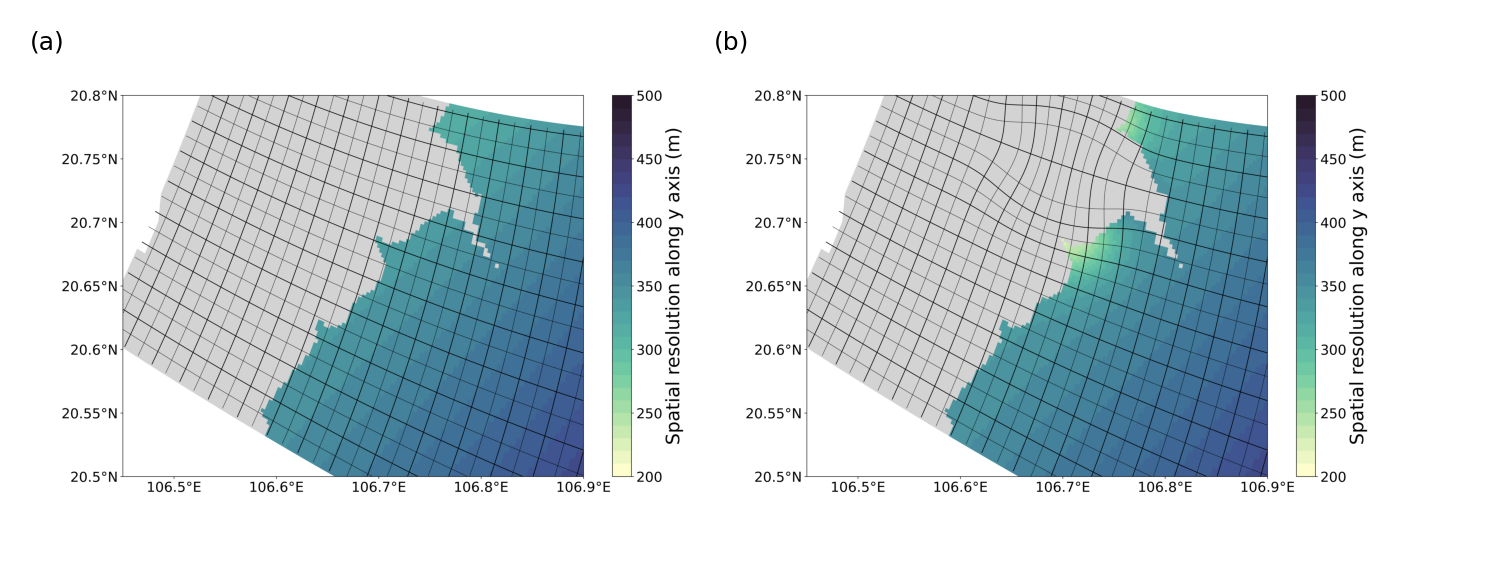 (a)
20.8°N
20.75°N
20.7°N
20.65°N
20.6°N
20.55°N
20.5°N
106.5°E 106.6°E 106.7°E 106.8°E 106.9°E
500
450
400
350
300
250
200
Spatial resolution along y axis (m)
(b)
20.8°N
20.75°N
20.7°N
20.65°N
20.6°N
20.55°N
20.5°N
106.5°E 106.6°E 106.7°E 106.8°E 106.9°E
500
450
400
350
300
250
200
Spatial resolution along y axis (m)